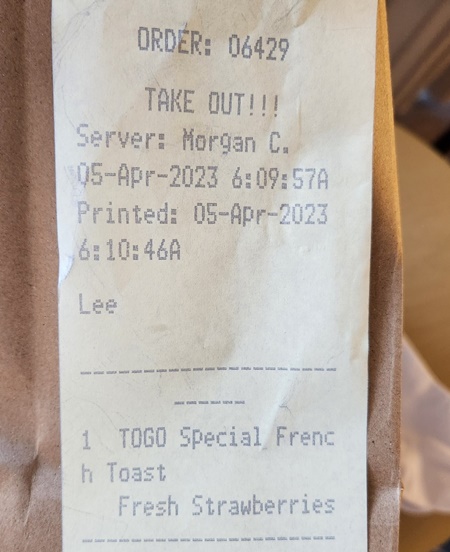 ORDER: 06429
TAKE OUT!!!
Server: Morgan C.
05-Apr-2023 6:09:57A
Printed: 05-Apr-2023
6:10:46A
Lee
----------------------
------
1  TOGO Special Frenc
h Toast
Fresh Strawberries
----------------------